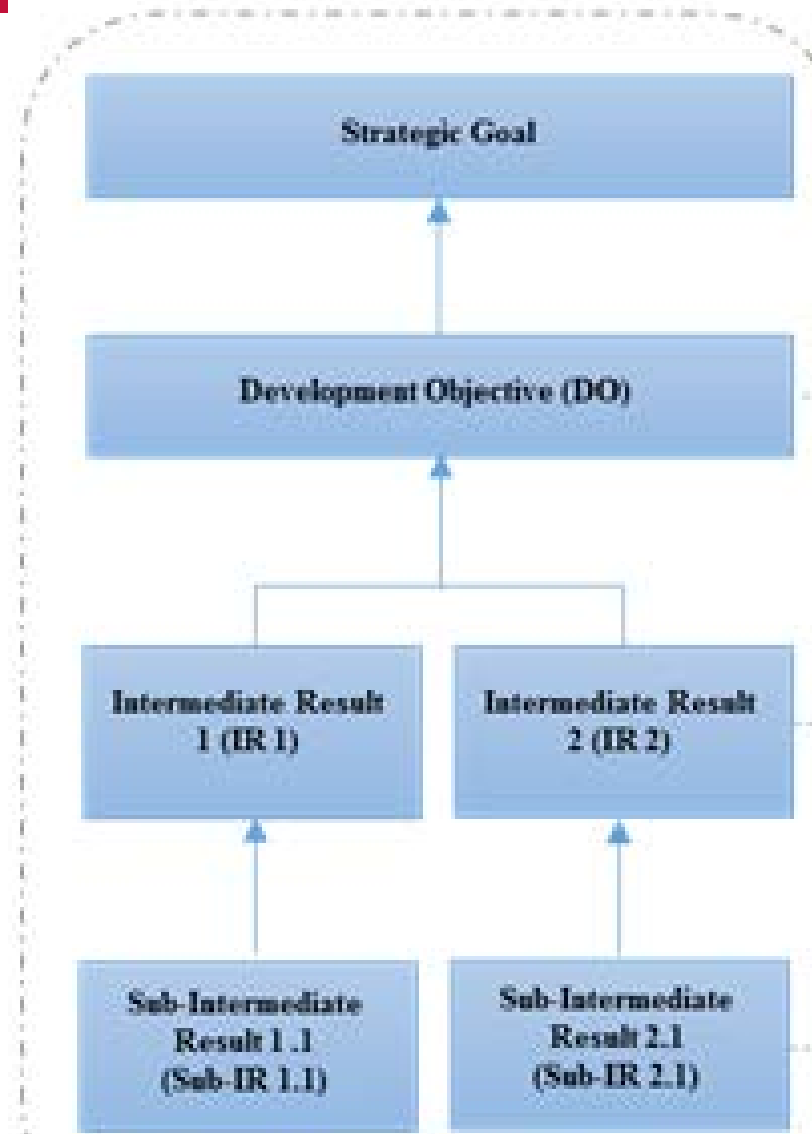 Strategic Goal
Development Objective (DO)
Intermediate Result
1 (IR 1)
Intermediate Result
2 (IR 2)
Sub-Intermediate
Result 1.1
(Sub-IR 1.1)
Sub-Intermediate
Result 2.1
(Sub-IR 2.1)